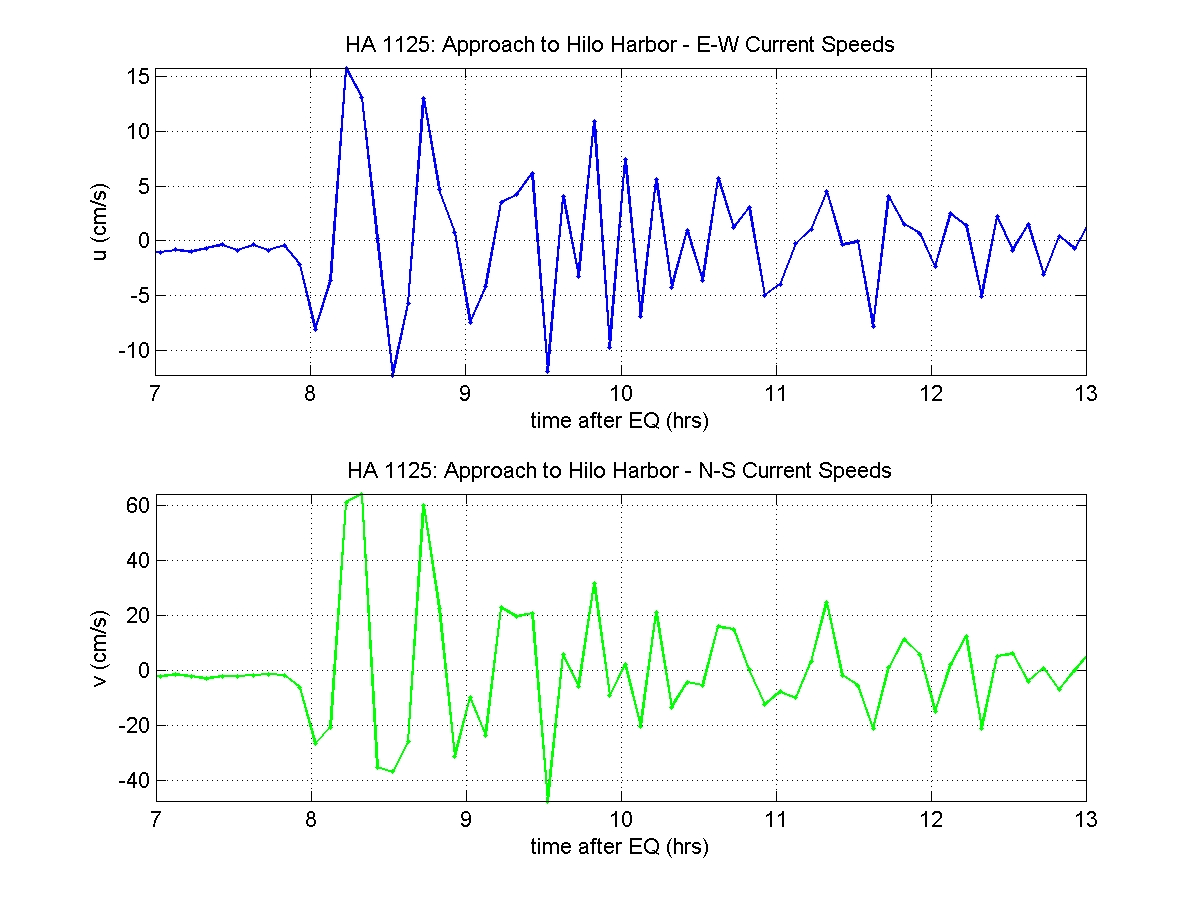 HA 1125: Approach to Hilo Harbor - E-W Current Speeds
15
10
5
0
-5
-10
u (cm/s)
7 8 9 10 11 12 13
time after EQ (hrs)
HA 1125: Approach to Hilo Harbor - N-S Current Speeds
60
40
20
0
-20
-40
v (cm/s)
7 8 9 10 11 12 13
time after EQ (hrs)